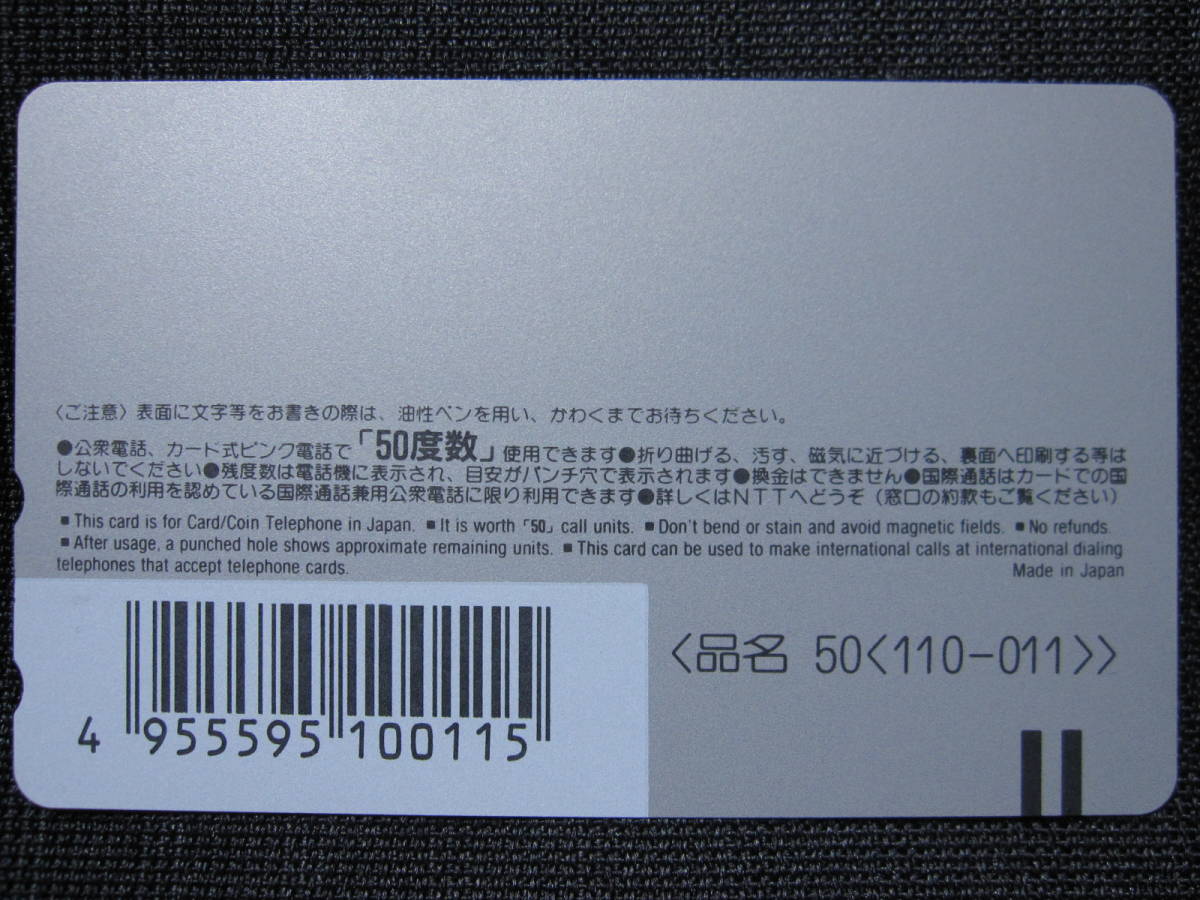 〈ご注意〉表面に文字等をお書きの際は、油性ペンを用い、かわくまでお待ちください。
●公衆電話、カード式ピンク電話で「50度数」使用できます●折り曲げる、汚す、磁気に近づける、裏面へ印刷する等は
しないでください●残度数は電話機に表示され、目安がパンチ穴で表示されます●換金はできません●国際通話はカードでの国
際通話の利用を認めている国際通話兼用公衆電話に限り利用できます●詳しくはNTTへどうぞ（窓口の約款もご覧ください）
■ This card is for Card/Coin Telephone in Japan. ■ It is worth「50」call units. ■ Don't bend or stain and avoid magnetic fields. ■ No refunds.
■ After usage, a punched hole shows approximate remaining units. ■ This card can be used to make international calls at international dialing
telephones that accept telephone cards.
Made in Japan
〈品名 50〈110-011〉〉
4 955595 100115